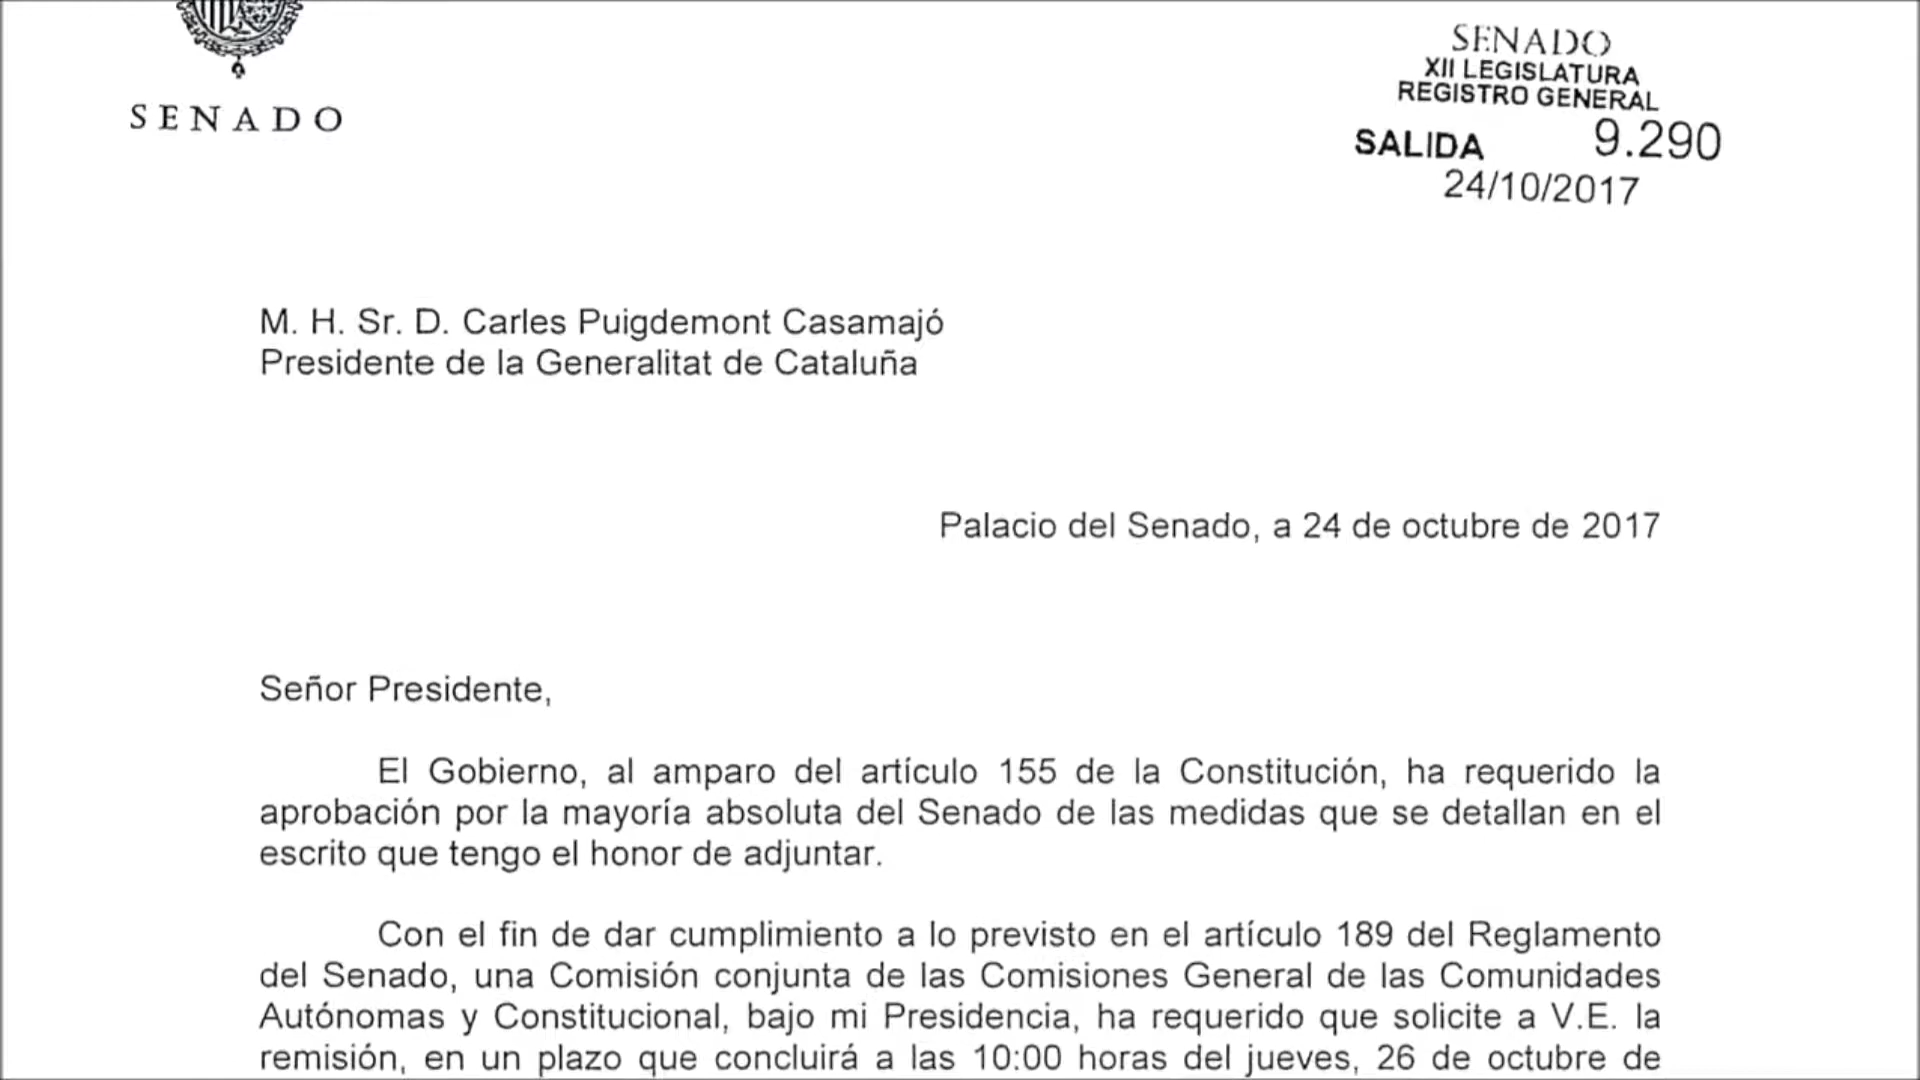 SENADO
SENADO
XII LEGISLATURA
REGISTRO GENERAL
SALIDA 9.290
24/10/2017
M. H. Sr. D. Carles Puigdemont Casamajó
Presidente de la Generalitat de Cataluña
Palacio del Senado, a 24 de octubre de 2017
Señor Presidente,
El Gobierno, al amparo del artículo 155 de la Constitución, ha requerido la
aprobación por la mayoría absoluta del Senado de las medidas que se detallan en el
escrito que tengo el honor de adjuntar.
Con el fin de dar cumplimiento a lo previsto en el artículo 189 del Reglamento
del Senado, una Comisión conjunta de las Comisiones General de las Comunidades
Autónomas y Constitucional, bajo mi Presidencia, ha requerido que solicite a V.E. la
remisión, en un plazo que concluirá a las 10:00 horas del jueves, 26 de octubre de